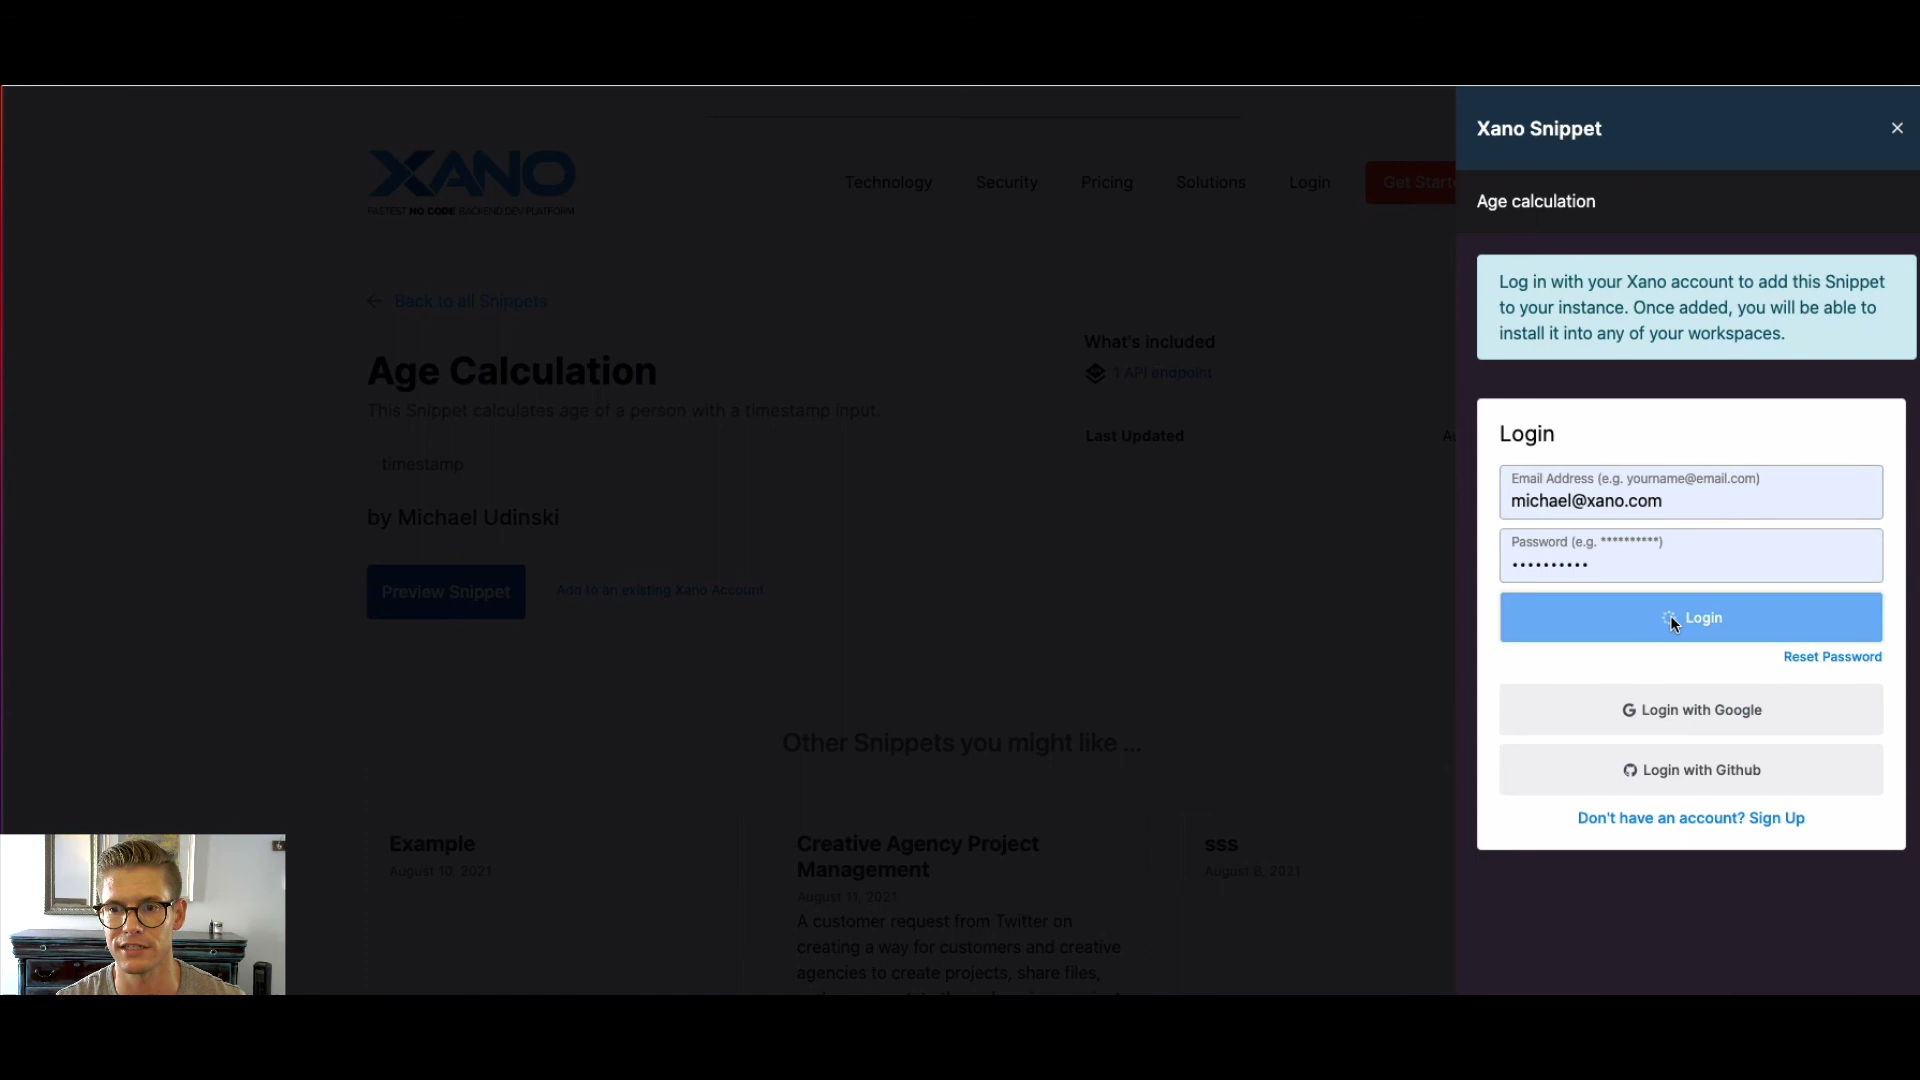 XANO
FASTEST NO CODE BACKEND DEV PLATFORM
Technology
Security
Pricing
Solutions
Login
Get Starte
Back to all Snippets
Age Calculation
This Snippet calculates age of a person with a timestamp input.
timestamp
by Michael Udinski
Preview Snippet
Add to an existing Xano Account
What's included
1 API endpoint
Last Updated
Au
Other Snippets you might like ...
Example
August 10, 2021
Creative Agency Project
Management
August 11, 2021
A customer request from Twitter on
creating a way for customers and creative
agencies to create projects, share files,
sss
August 6, 2021
Xano Snippet
Age calculation
Log in with your Xano account to add this Snippet
to your instance. Once added, you will be able to
install it into any of your workspaces.
Login
Email Address (e.g. yourname@email.com)
michael@xano.com
Password (e.g. **********)
••••••••••
Login
Reset Password
Login with Google
Login with Github
Don't have an account? Sign Up